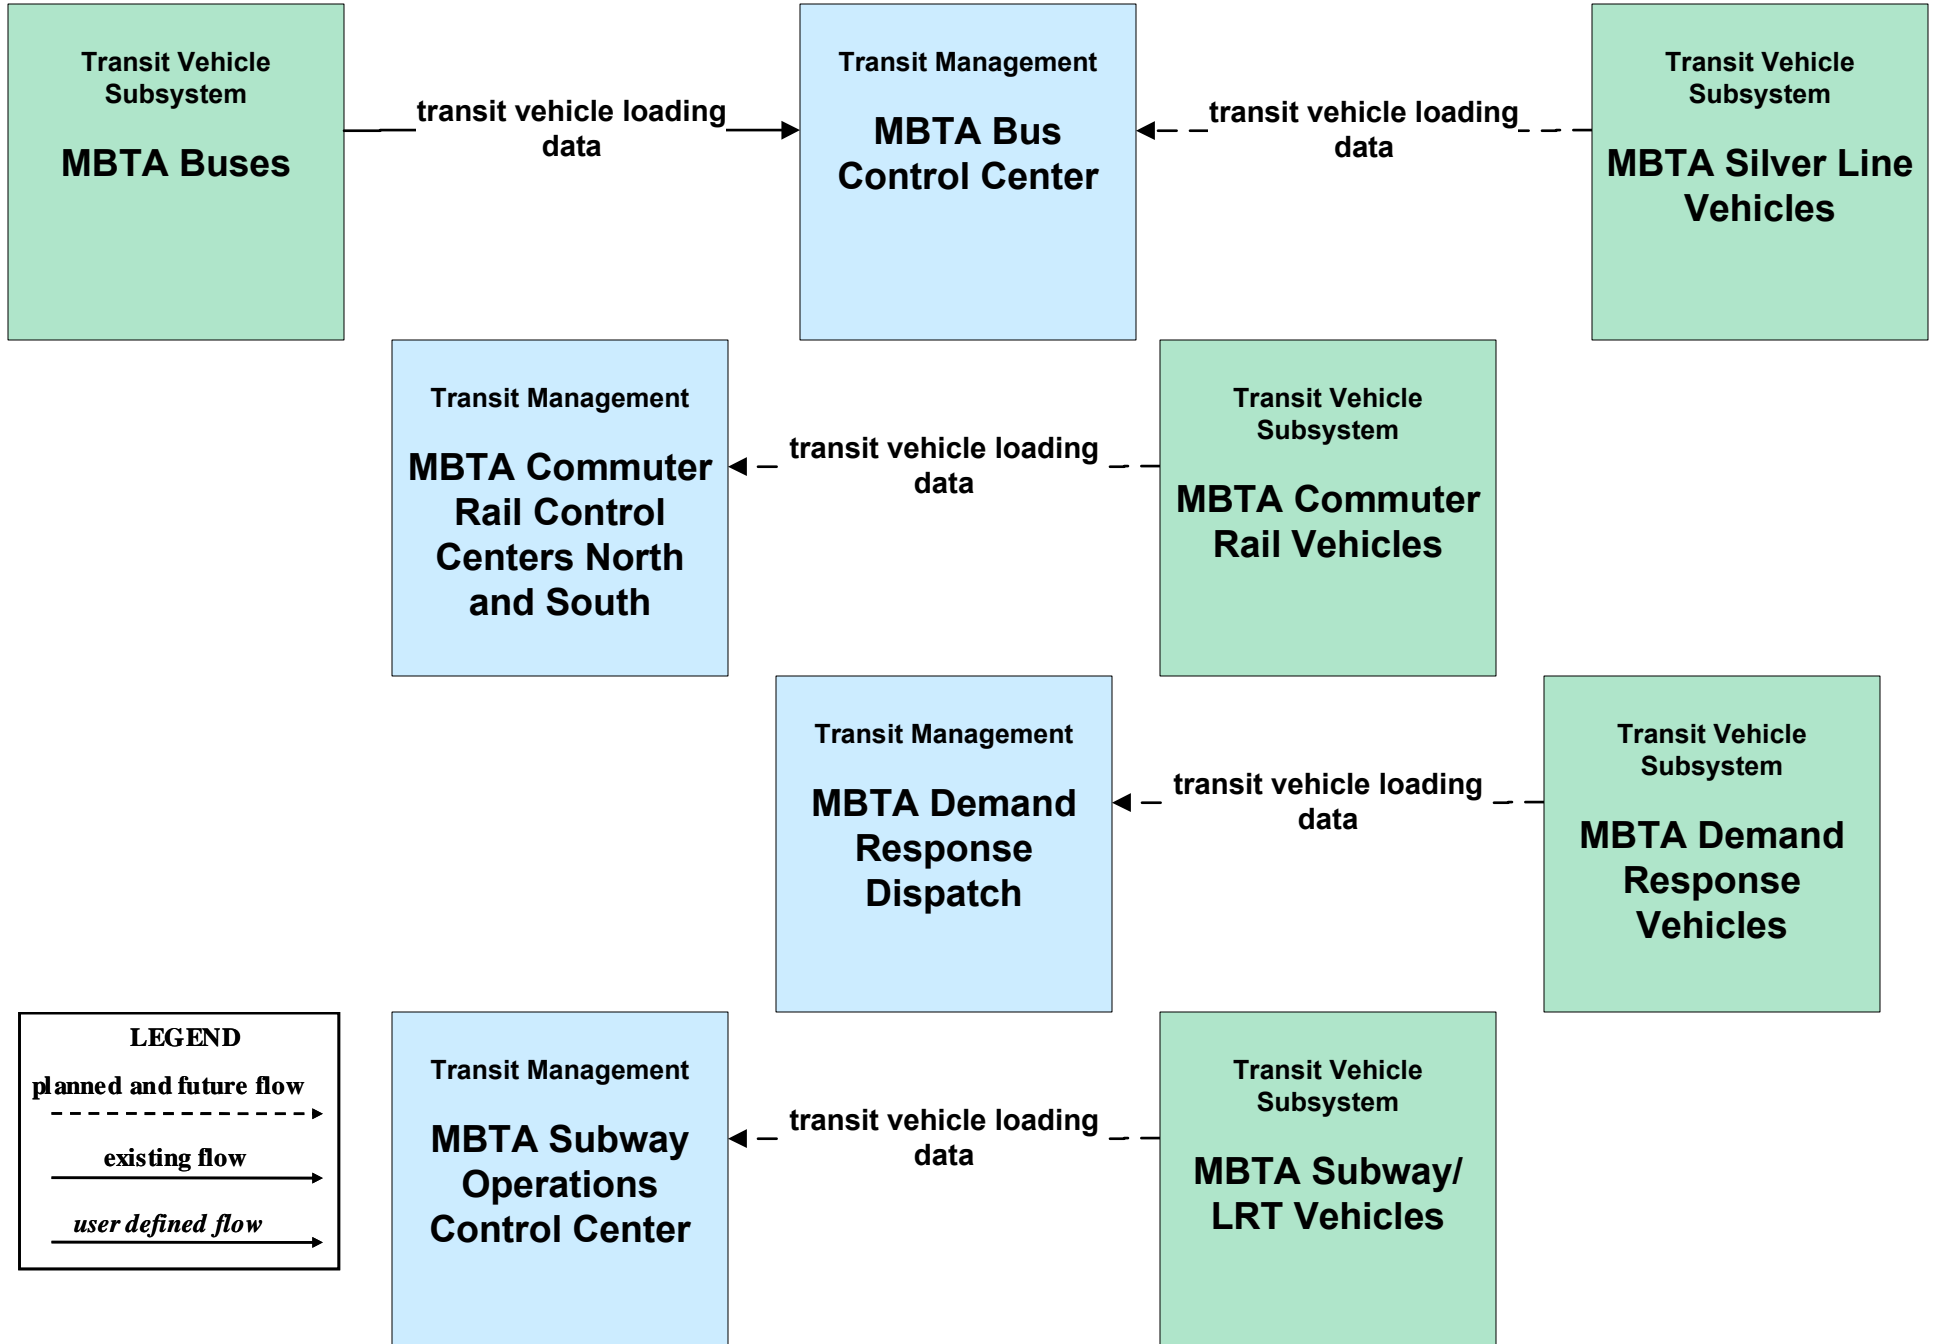 Transit Vehicle
Subsystem
MBTA Buses
transit vehicle loading
data
Transit Management
MBTA Bus
Control Center
transit vehicle loading
data
Transit Vehicle
Subsystem
MBTA Silver Line
Vehicles
Transit Management
MBTA Commuter
Rail Control
Centers North
and South
transit vehicle loading
data
Transit Vehicle
Subsystem
MBTA Commuter
Rail Vehicles
Transit Management
MBTA Demand
Response
Dispatch
transit vehicle loading
data
Transit Vehicle
Subsystem
MBTA Demand
Response
Vehicles
LEGEND
planned and future flow
existing flow
user defined flow
Transit Management
MBTA Subway
Operations
Control Center
transit vehicle loading
data
Transit Vehicle
Subsystem
MBTA Subway/
LRT Vehicles